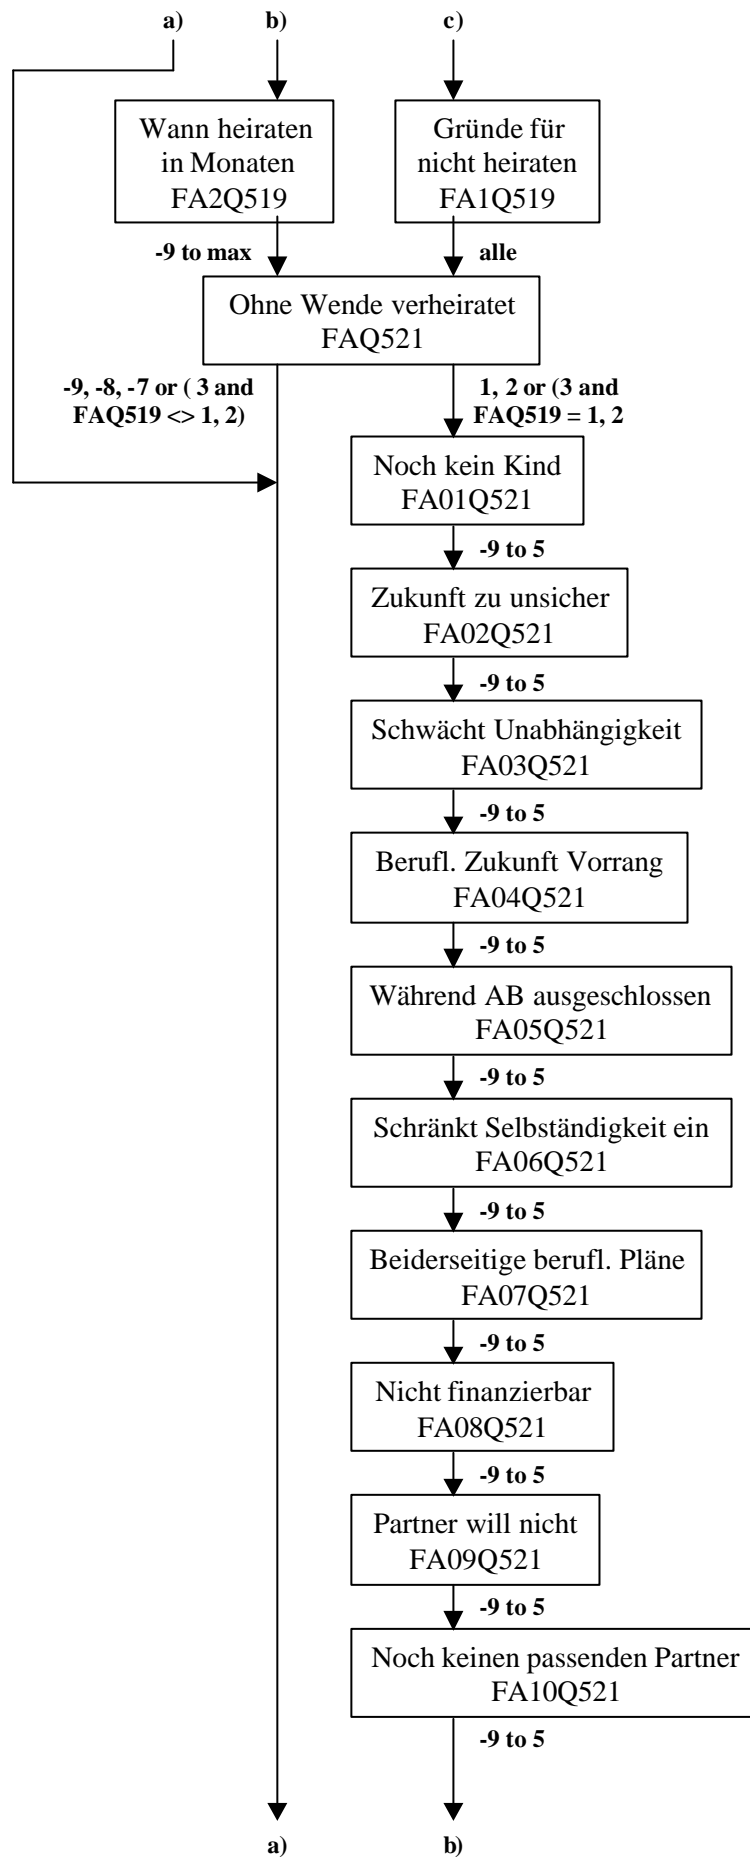 a)
b)
c)
Wann heiraten
in Monaten
FA2Q519
Gründe für
nicht heiraten
FA1Q519
-9 to max
alle
Ohne Wende verheiratet
FAQ521
-9, -8, -7 or ( 3 and
FAQ519 <> 1, 2)
1, 2 or (3 and
FAQ519 = 1, 2
Noch kein Kind
FA01Q521
-9 to 5
Zukunft zu unsicher
FA02Q521
-9 to 5
Schwächt Unabhängigkeit
FA03Q521
-9 to 5
Berufl. Zukunft Vorrang
FA04Q521
-9 to 5
Während AB ausgeschlossen
FA05Q521
-9 to 5
Schränkt Selbständigkeit ein
FA06Q521
-9 to 5
Beiderseitige berufl. Pläne
FA07Q521
-9 to 5
Nicht finanzierbar
FA08Q521
-9 to 5
Partner will nicht
FA09Q521
-9 to 5
Noch keinen passenden Partner
FA10Q521
-9 to 5
a)
b)